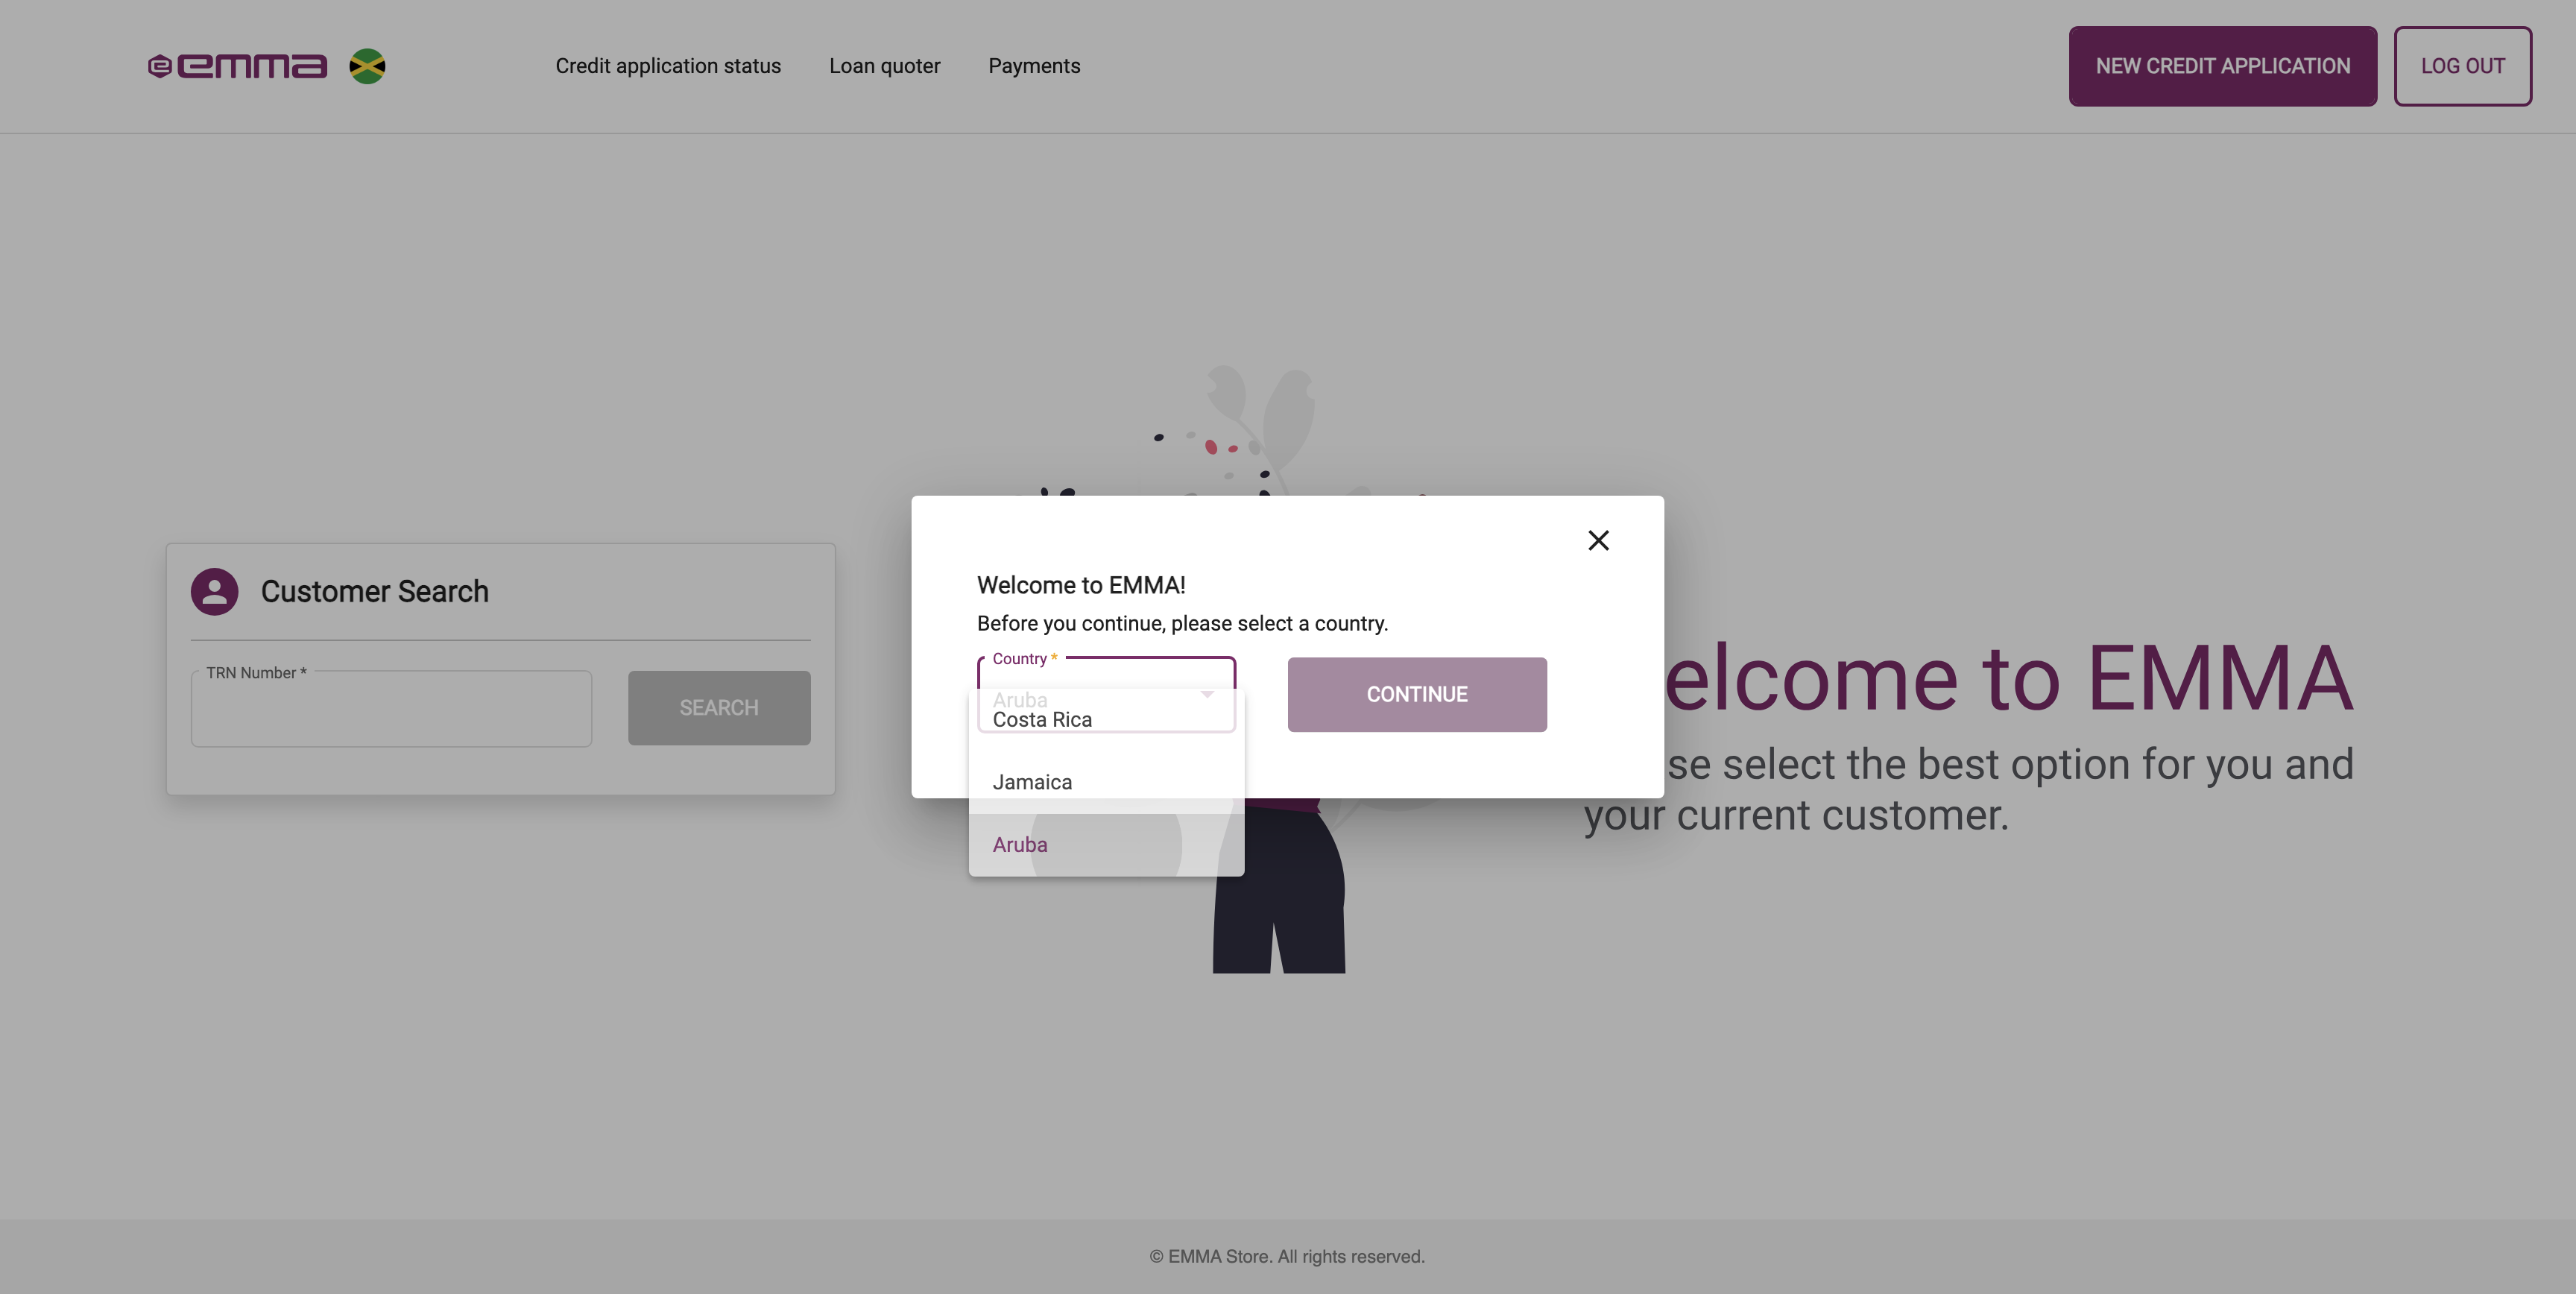 emma
Credit application status
Loan quoter
Payments
NEW CREDIT APPLICATION
LOG OUT
Customer Search
TRN Number *
SEARCH
Welcome to EMMA!
Before you continue, please select a country.
Country *
Aruba
Costa Rica
Jamaica
Aruba
CONTINUE
elcome to EMMA
se select the best option for you and
your current customer.
© EMMA Store. All rights reserved.